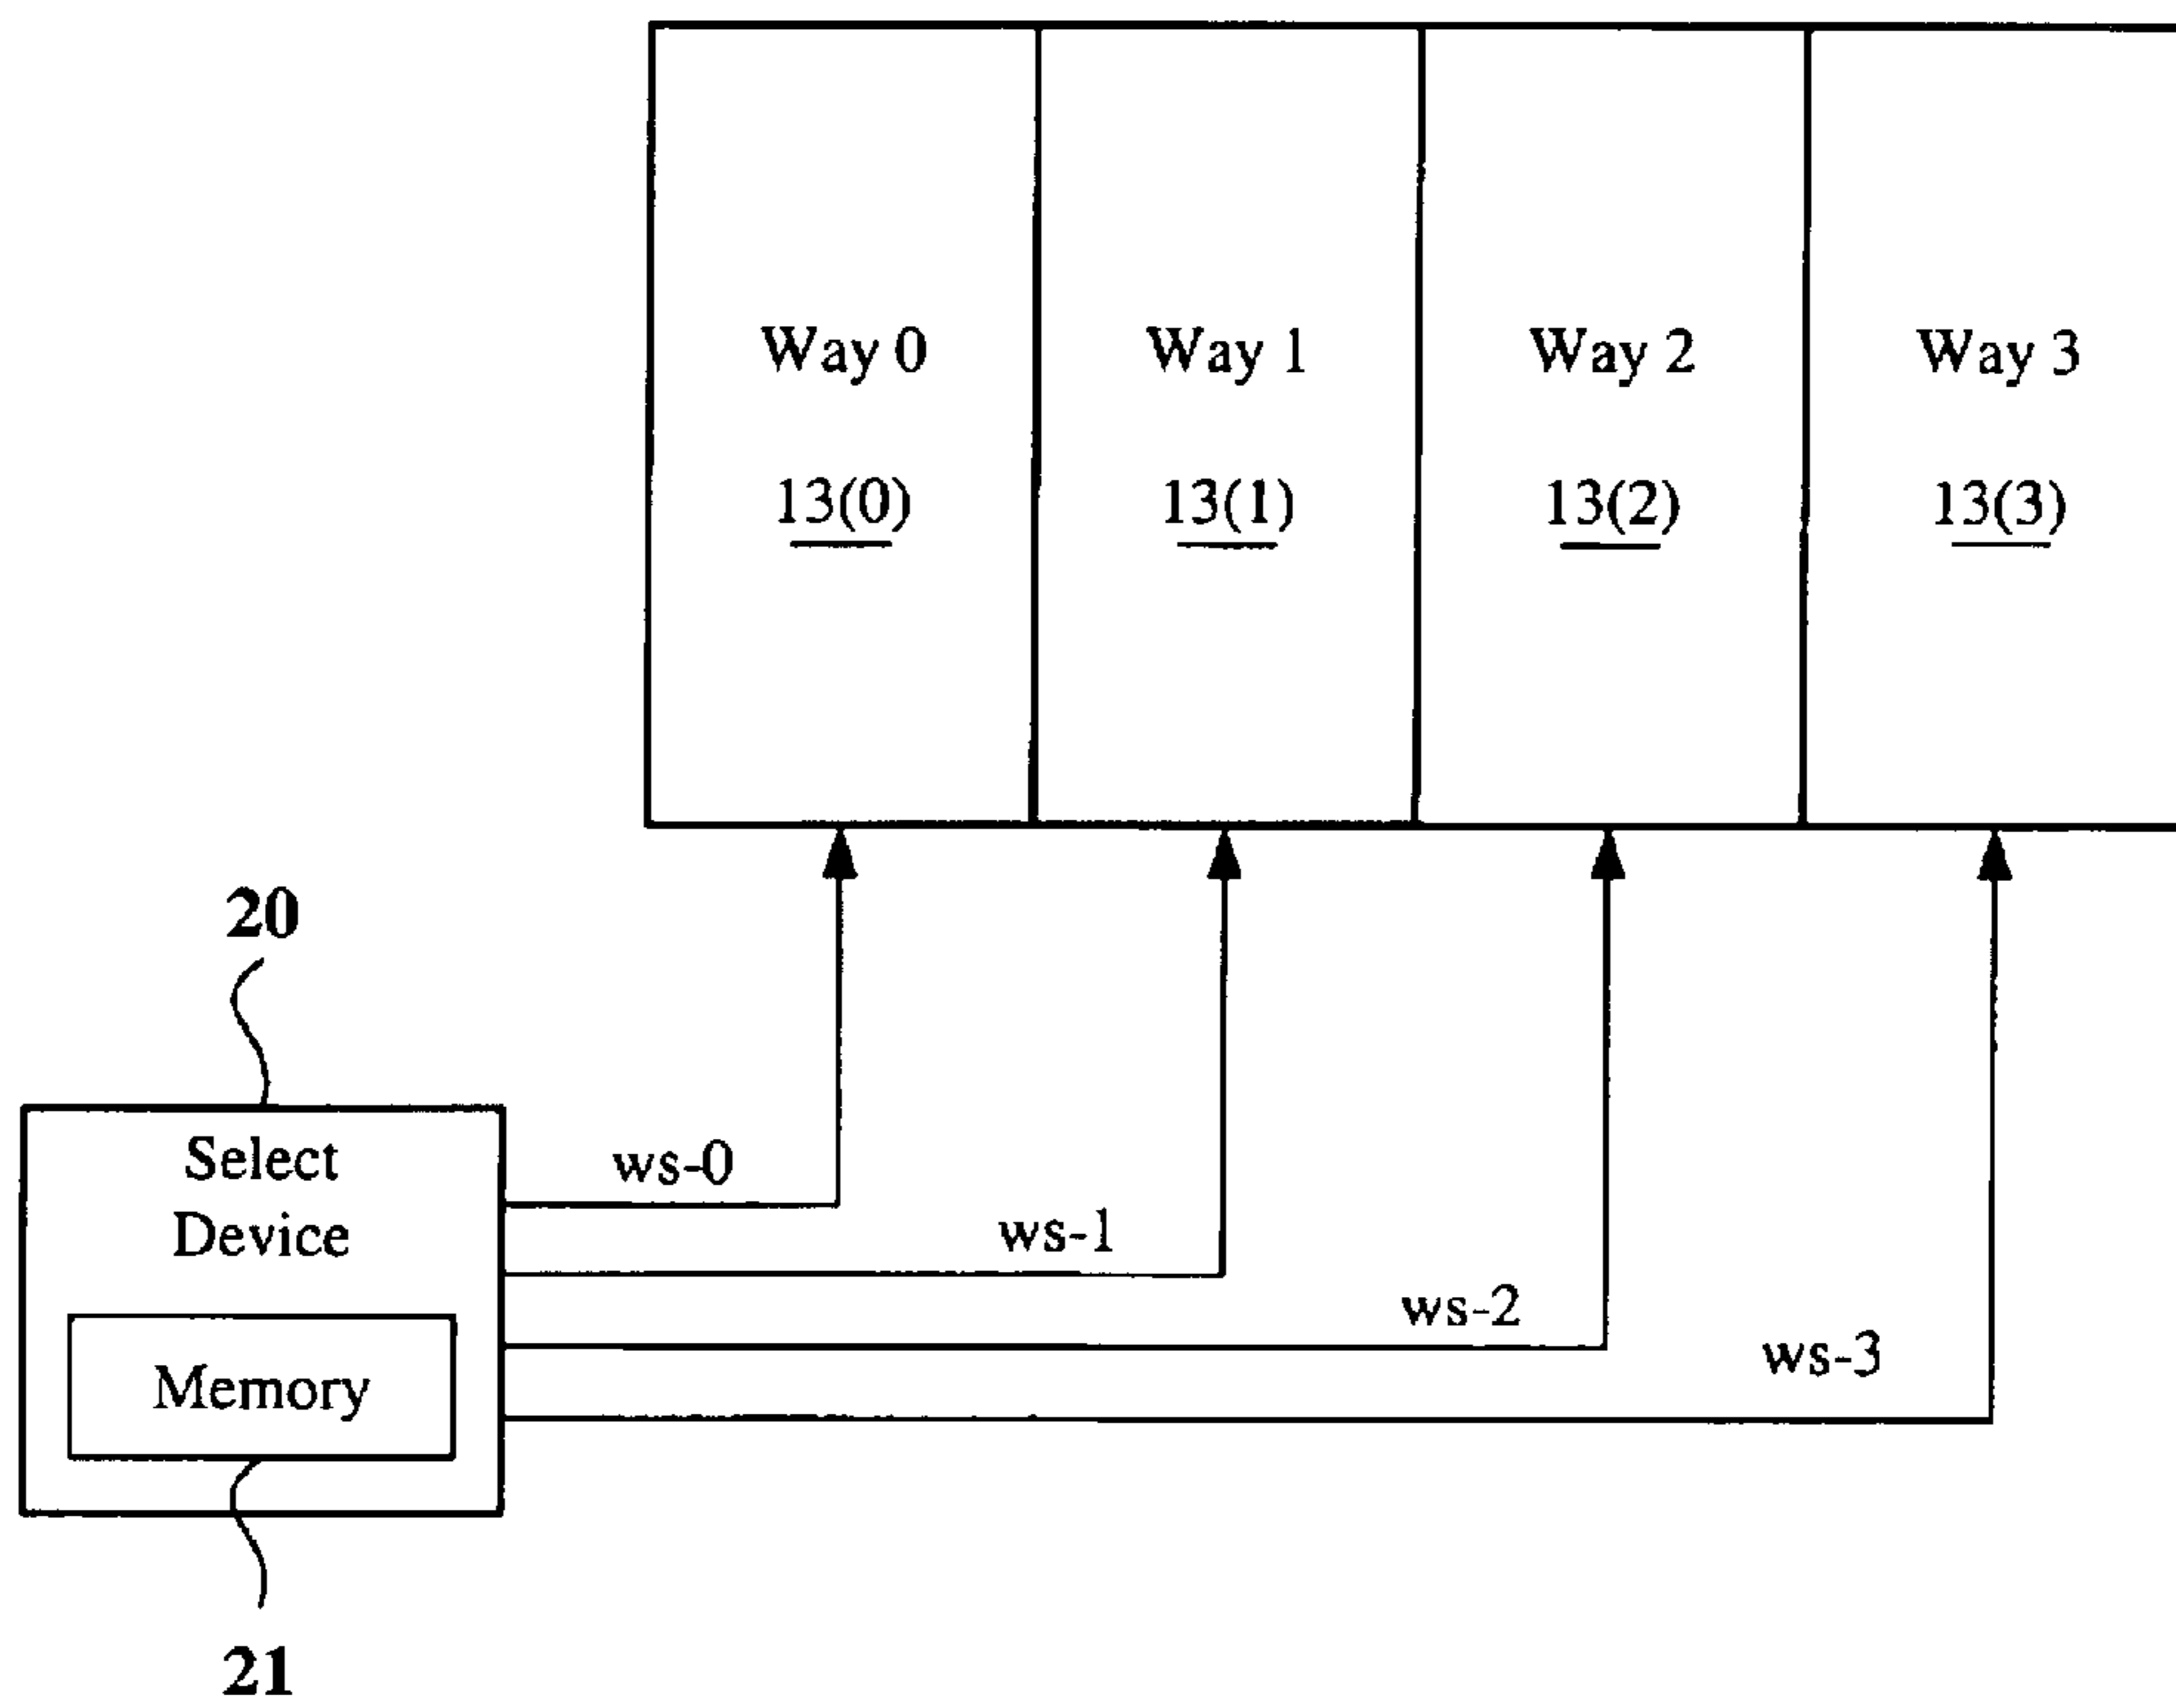 Way 0
Way 1
Way 2
Way 3
13(0)
13(1)
13(2)
13(3)
20
Select
Device
Memory
21
ws-0
ws-1
ws-2
ws-3